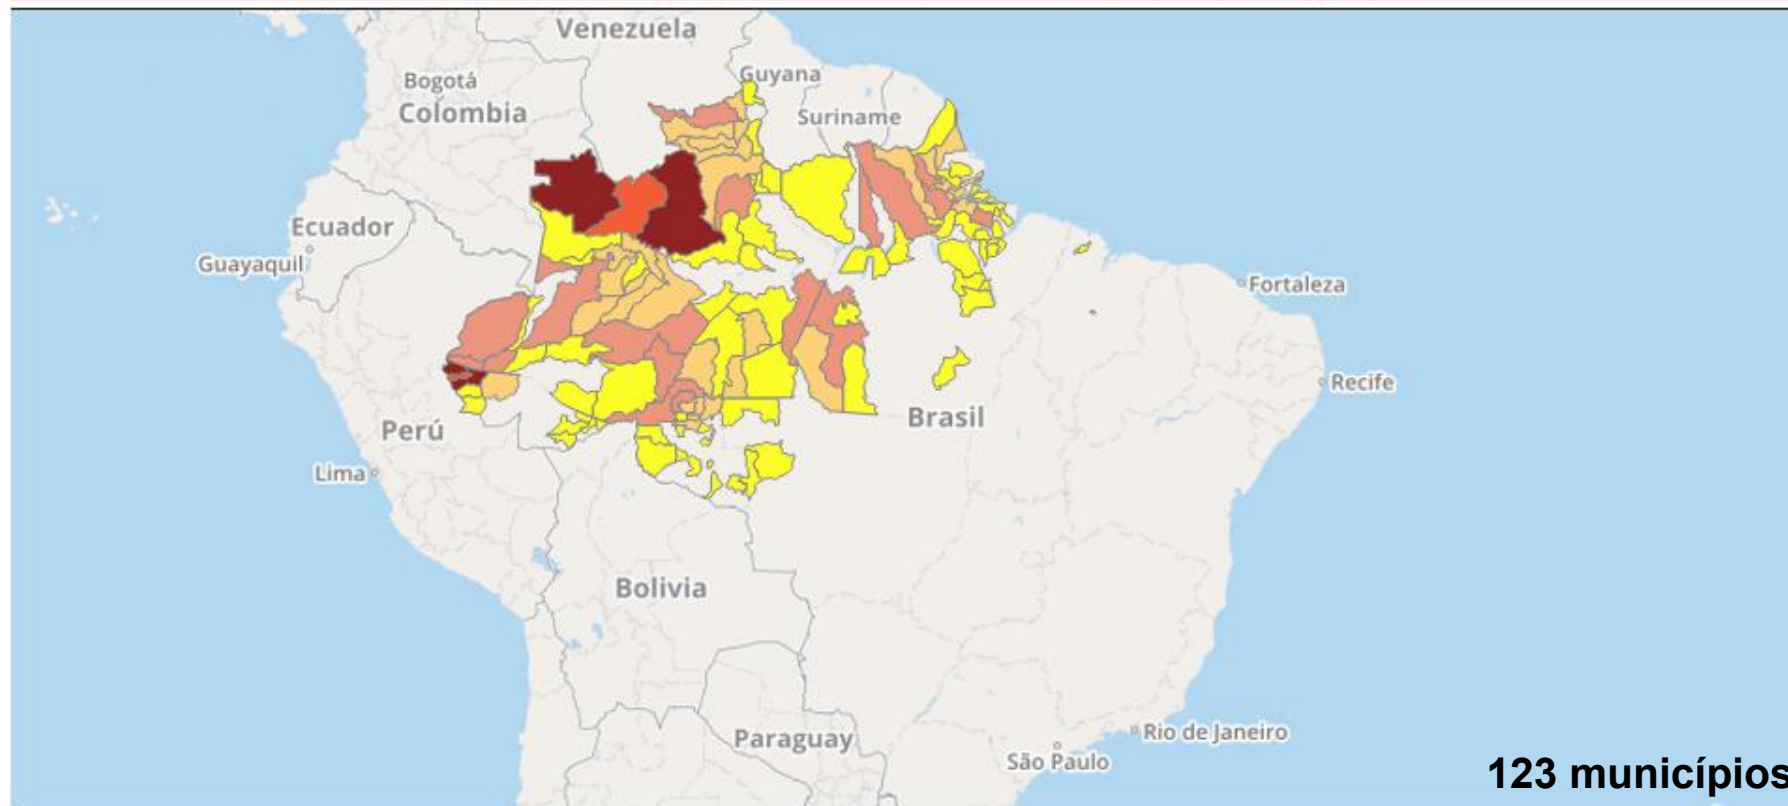 Venezuela
Guyana
Bogotá
Colombia
Suriname
Ecuador
Guayaquil
Fortaleza
Recife
Brasil
Perú
Lima
Bolivia
Rio de Janeiro
Paraguay
São Paulo
123 municípios